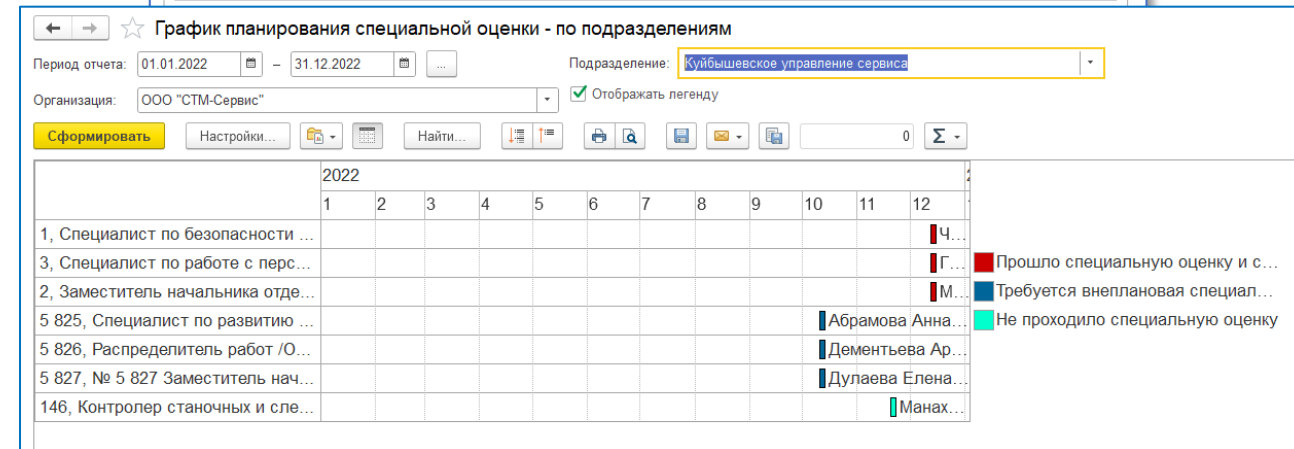 График планирования специальной оценки - по подразделениям
Период отчета: 01.01.2022 – 31.12.2022 ... Подразделение: Куйбышевское управление сервиса
Организация: ООО "СТМ-Сервис" Отображать легенду
Сформировать Настройки... Найти... 0 Σ
2022
1 2 3 4 5 6 7 8 9 10 11 12
1, Специалист по безопасности ... Ч...
3, Специалист по работе с перс... Г... Прошло специальную оценку и с...
2, Заместитель начальника отде... М... Требуется внеплановая специал...
5 825, Специалист по развитию ... Абрамова Анна... Не проходило специальную оценку
5 826, Распределитель работ /О... Дементьева Ар...
5 827, № 5 827 Заместитель нач... Дулаева Елена...
146, Контролер станочных и сле... Манах...